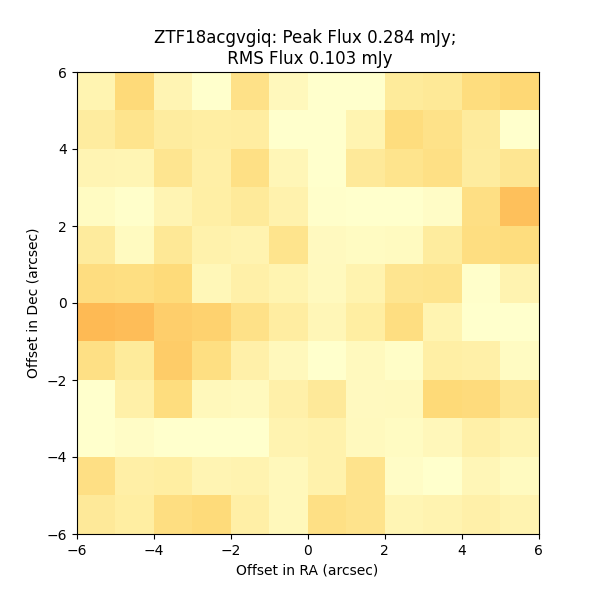 ZTF18acgvgiq: Peak Flux 0.284 mJy;
RMS Flux 0.103 mJy
6
4
2
0
−2
−4
−6
Offset in Dec (arcsec)
−6 −4 −2 0 2 4 6
Offset in RA (arcsec)